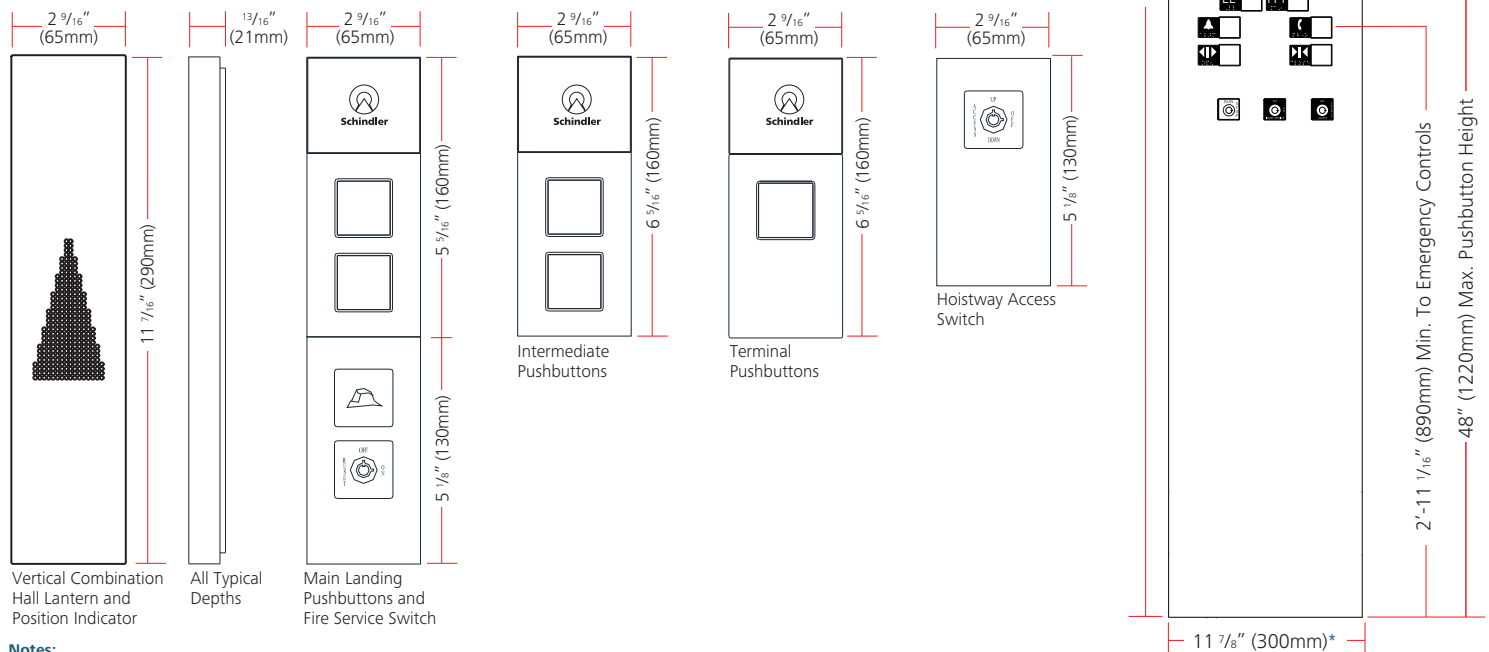 2 9/16" (65mm)
13/16" (21mm)
2 9/16" (65mm)
2 9/16" (65mm)
2 9/16" (65mm)
2 9/16" (65mm)
11 7/16" (290mm)
Vertical Combination
Hall Lantern and
Position Indicator
All Typical
Depths
Schindler
5 5/16" (160mm)
OFF
ON
RESET
5 1/8" (130mm)
Main Landing
Pushbuttons and
Fire Service Switch
Schindler
6 5/16" (160mm)
Intermediate
Pushbuttons
Schindler
6 5/16" (160mm)
Terminal
Pushbuttons
UP
ACCESS
OFF
DOWN
5 1/8" (130mm)
Hoistway Access
Switch
2'-11 1/16" (890mm) Min. To Emergency Controls
48" (1220mm) Max. Pushbutton Height
11 7/8" (300mm)*
Notes: